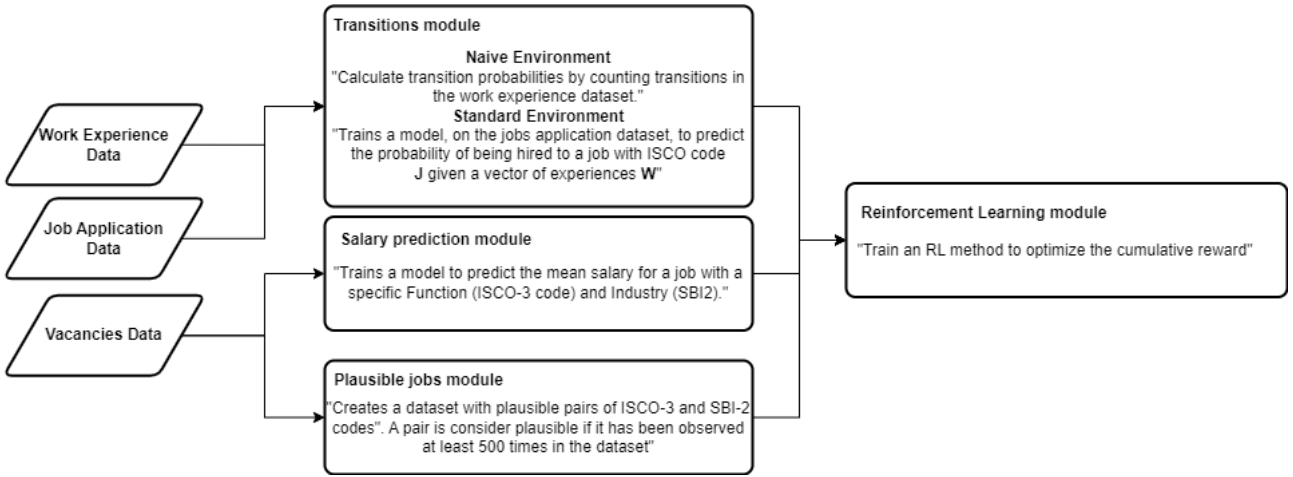 Transitions module
Naive Environment
"Calculate transition probabilities by counting transitions in
the work experience dataset."
Standard Environment
"Trains a model, on the jobs application dataset, to predict
the probability of being hired to a job with ISCO code
J given a vector of experiences W"
Work Experience
Data
Job Application
Data
Vacancies Data
Salary prediction module
"Trains a model to predict the mean salary for a job with a
specific Function (ISCO-3 code) and Industry (SBI2)."
Plausible jobs module
"Creates a dataset with plausible pairs of ISCO-3 and SBI-2
codes". A pair is consider plausible if it has been observed
at least 500 times in the dataset"
Reinforcement Learning module
"Train an RL method to optimize the cumulative reward"